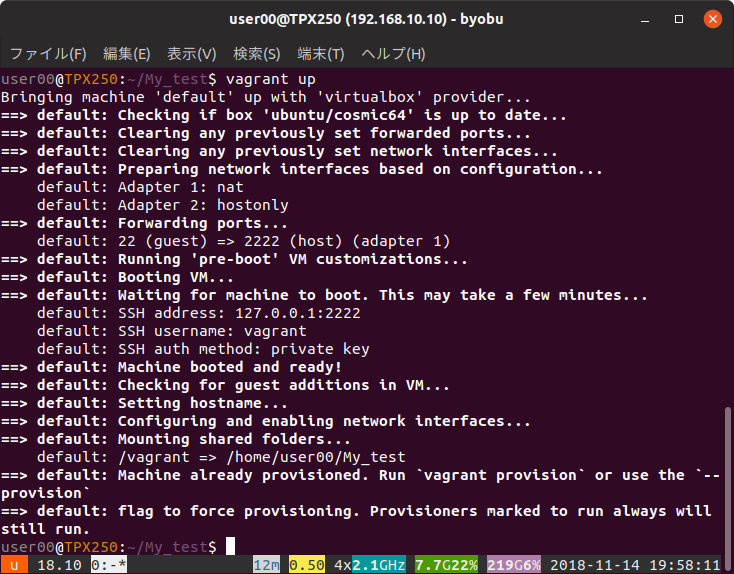 user00@TPX250 (192.168.10.10) - byobu
ファイル(F) 編集(E) 表示(V) 検索(S) 端末(T) ヘルプ(H)
user00@TPX250:~/My_test$ vagrant up
Bringing machine 'default' up with 'virtualbox' provider...
==> default: Checking if box 'ubuntu/cosmic64' is up to date...
==> default: Clearing any previously set forwarded ports...
==> default: Clearing any previously set network interfaces...
==> default: Preparing network interfaces based on configuration...
    default: Adapter 1: nat
    default: Adapter 2: hostonly
==> default: Forwarding ports...
    default: 22 (guest) => 2222 (host) (adapter 1)
==> default: Running 'pre-boot' VM customizations...
==> default: Booting VM...
==> default: Waiting for machine to boot. This may take a few minutes...
    default: SSH address: 127.0.0.1:2222
    default: SSH username: vagrant
    default: SSH auth method: private key
==> default: Machine booted and ready!
==> default: Checking for guest additions in VM...
==> default: Setting hostname...
==> default: Configuring and enabling network interfaces...
==> default: Mounting shared folders...
    default: /vagrant => /home/user00/My_test
==> default: Machine already provisioned. Run `vagrant provision` or use the `--
provision`
==> default: flag to force provisioning. Provisioners marked to run always will
still run.
user00@TPX250:~/My_test$
u 18.10 0:-* 12m 0.50 4x2.1GHz 7.7G22% 219G6% 2018-11-14 19:58:11